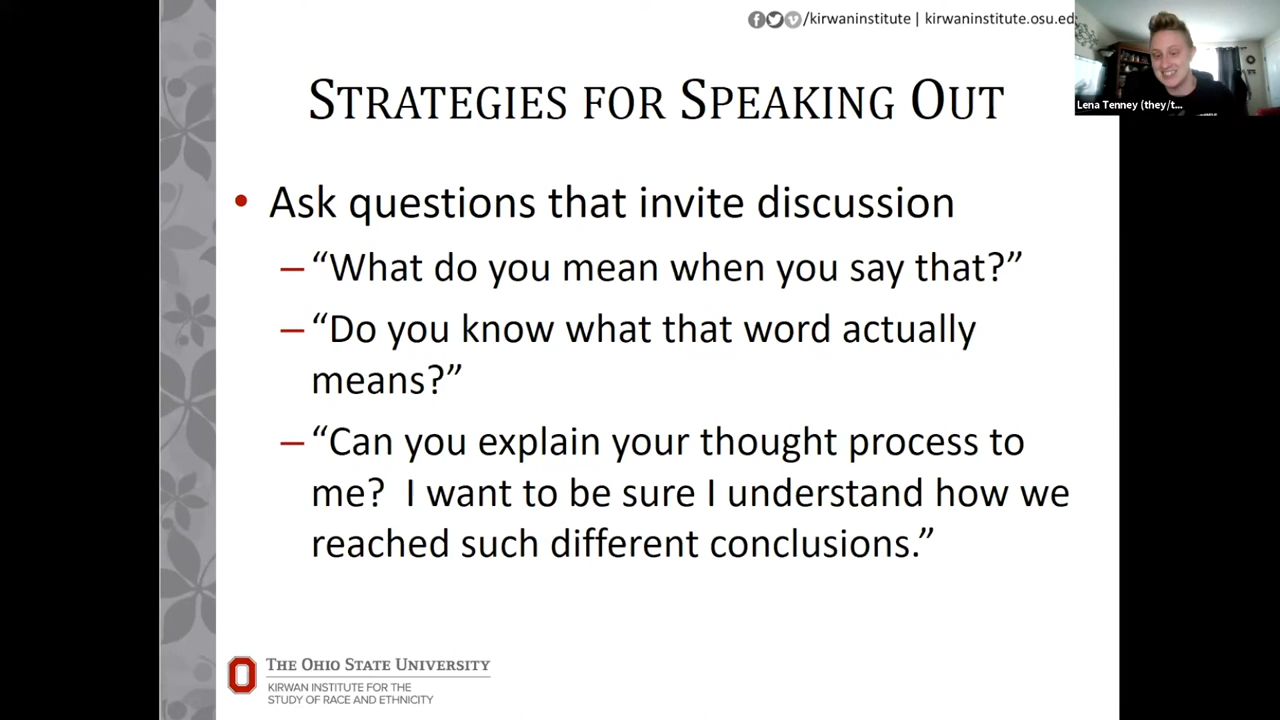 /kirwaninstitute | kirwaninstitute.osu.ed
Lena Tenney (they/t...
STRATEGIES FOR SPEAKING OUT
• Ask questions that invite discussion
– “What do you mean when you say that?”
– “Do you know what that word actually
means?”
– “Can you explain your thought process to
me?  I want to be sure I understand how we
reached such different conclusions.”
THE OHIO STATE UNIVERSITY
KIRWAN INSTITUTE FOR THE
STUDY OF RACE AND ETHNICITY